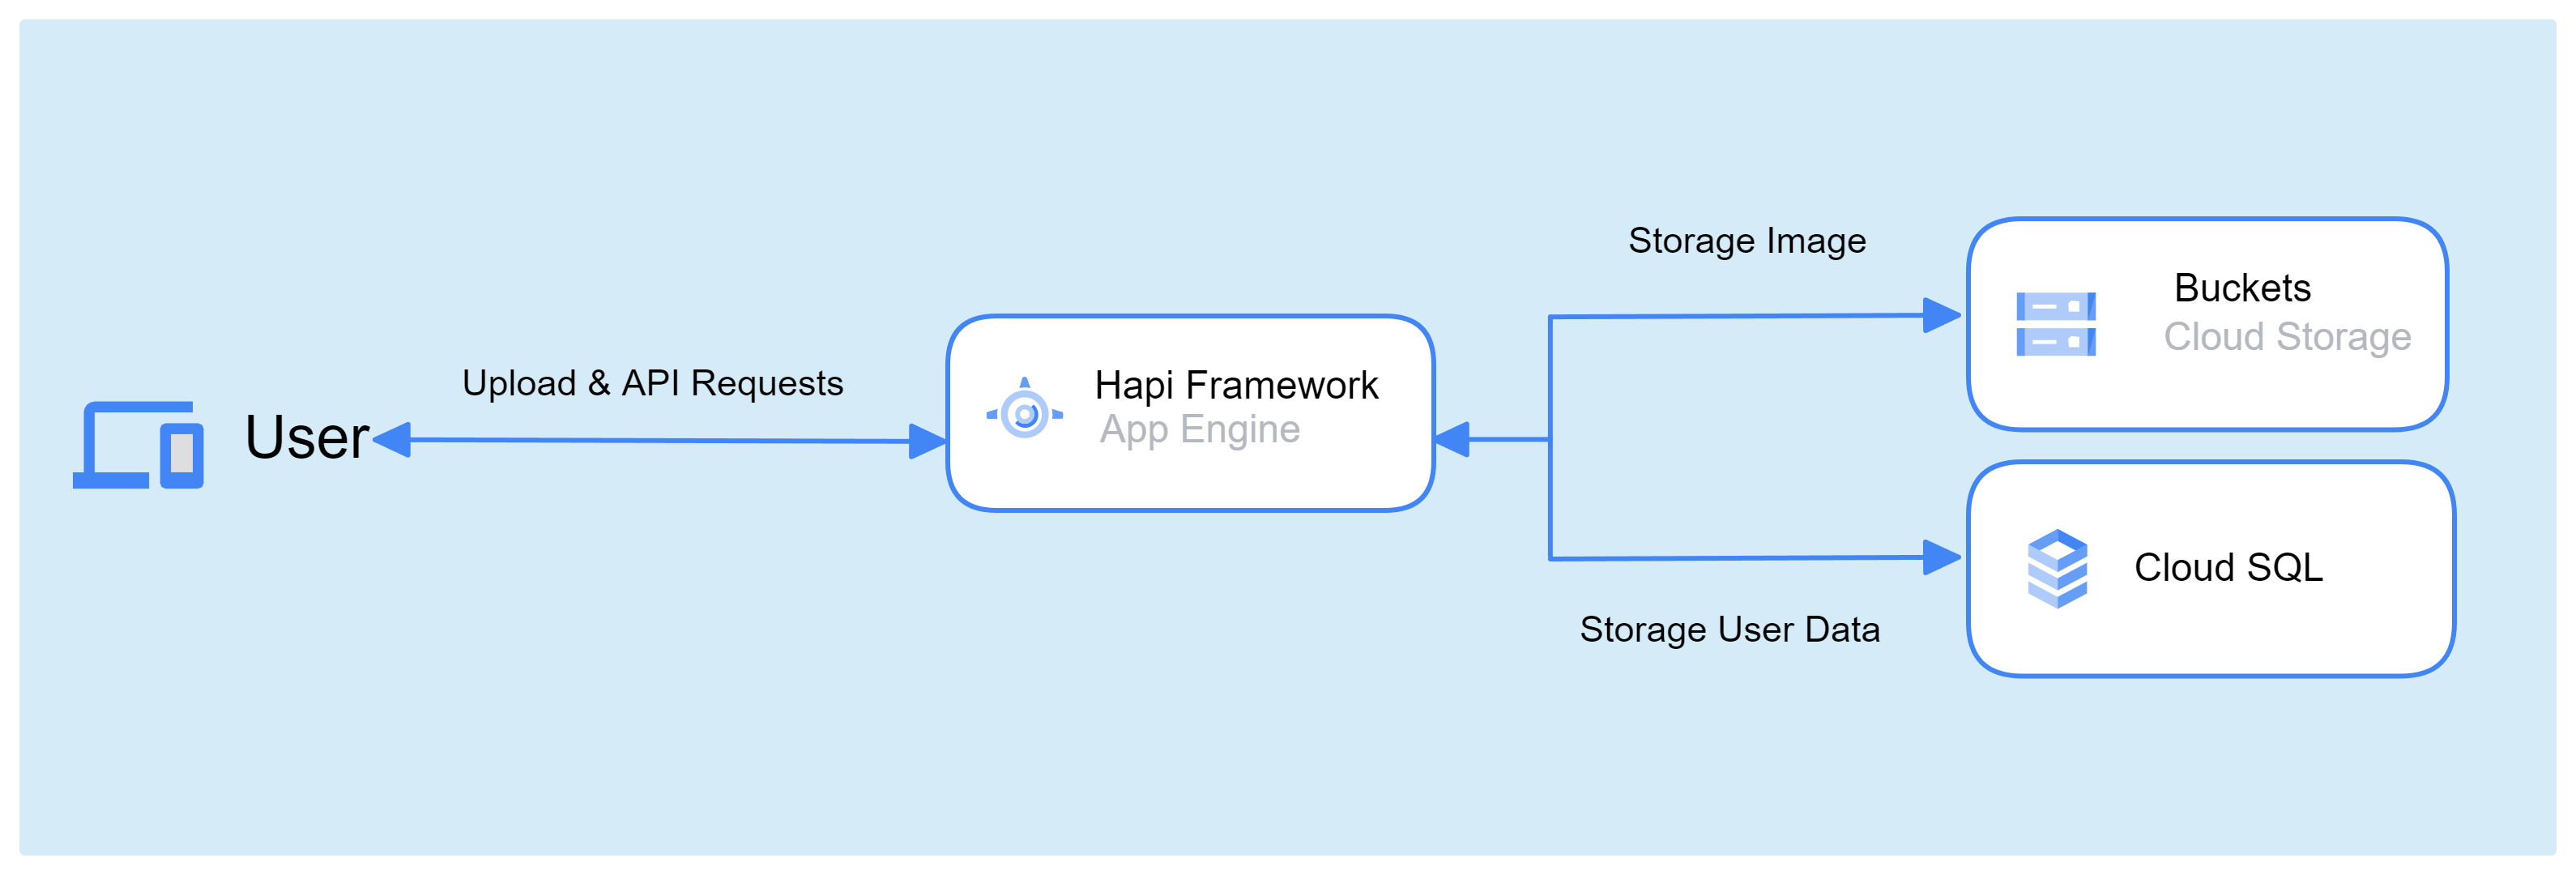 User
Upload & API Requests
Hapi Framework
App Engine
Storage Image
Buckets
Cloud Storage
Cloud SQL
Storage User Data